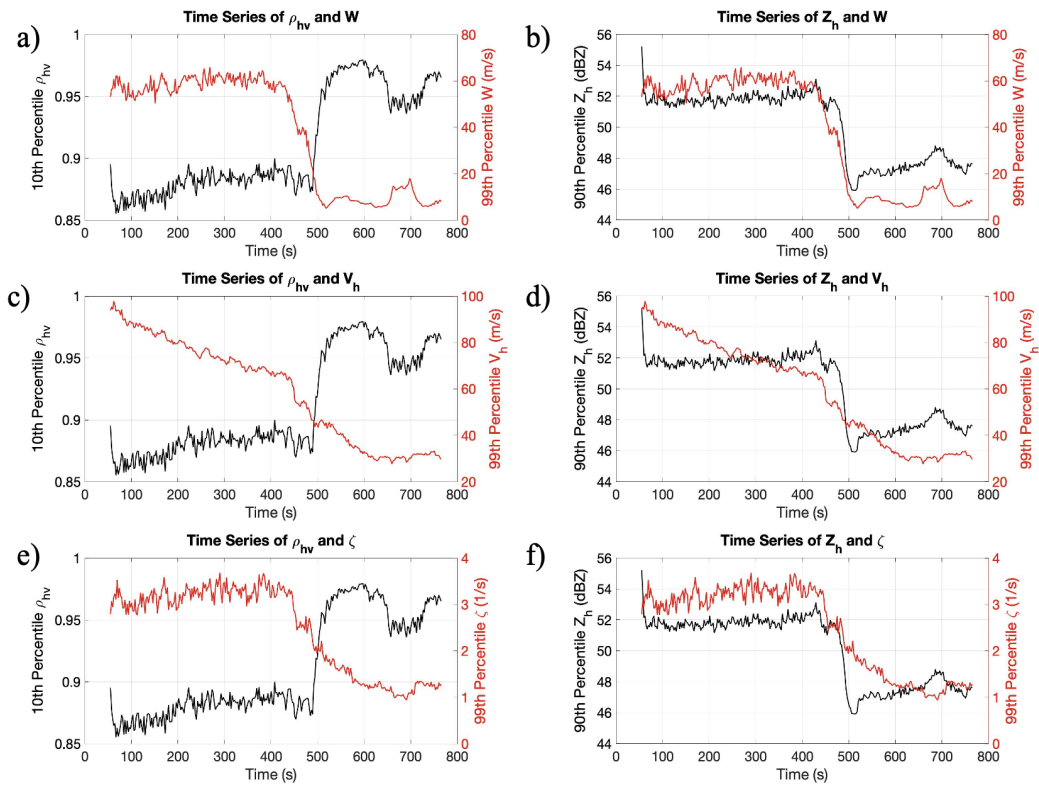 a)
Time Series of ρhv and W
1
0.95
0.9
0.85
10th Percentile ρhv
80
60
40
20
0
99th Percentile W (m/s)
0 100 200 300 400 500 600 700 800
Time (s)
b)
Time Series of Zh and W
56
54
52
50
48
46
44
90th Percentile Zh (dBZ)
80
60
40
20
0
99th Percentile W (m/s)
0 100 200 300 400 500 600 700 800
Time (s)
c)
Time Series of ρhv and Vh
1
0.95
0.9
0.85
10th Percentile ρhv
100
80
60
40
20
99th Percentile Vh (m/s)
0 100 200 300 400 500 600 700 800
Time (s)
d)
Time Series of Zh and Vh
56
54
52
50
48
46
44
90th Percentile Zh (dBZ)
100
80
60
40
20
99th Percentile Vh (m/s)
0 100 200 300 400 500 600 700 800
Time (s)
e)
Time Series of ρhv and ζ
1
0.95
0.9
0.85
10th Percentile ρhv
4
3
2
1
0
99th Percentile ζ (1/s)
0 100 200 300 400 500 600 700 800
Time (s)
f)
Time Series of Zh and ζ
56
54
52
50
48
46
44
90th Percentile Zh (dBZ)
4
3
2
1
0
99th Percentile ζ (1/s)
0 100 200 300 400 500 600 700 800
Time (s)